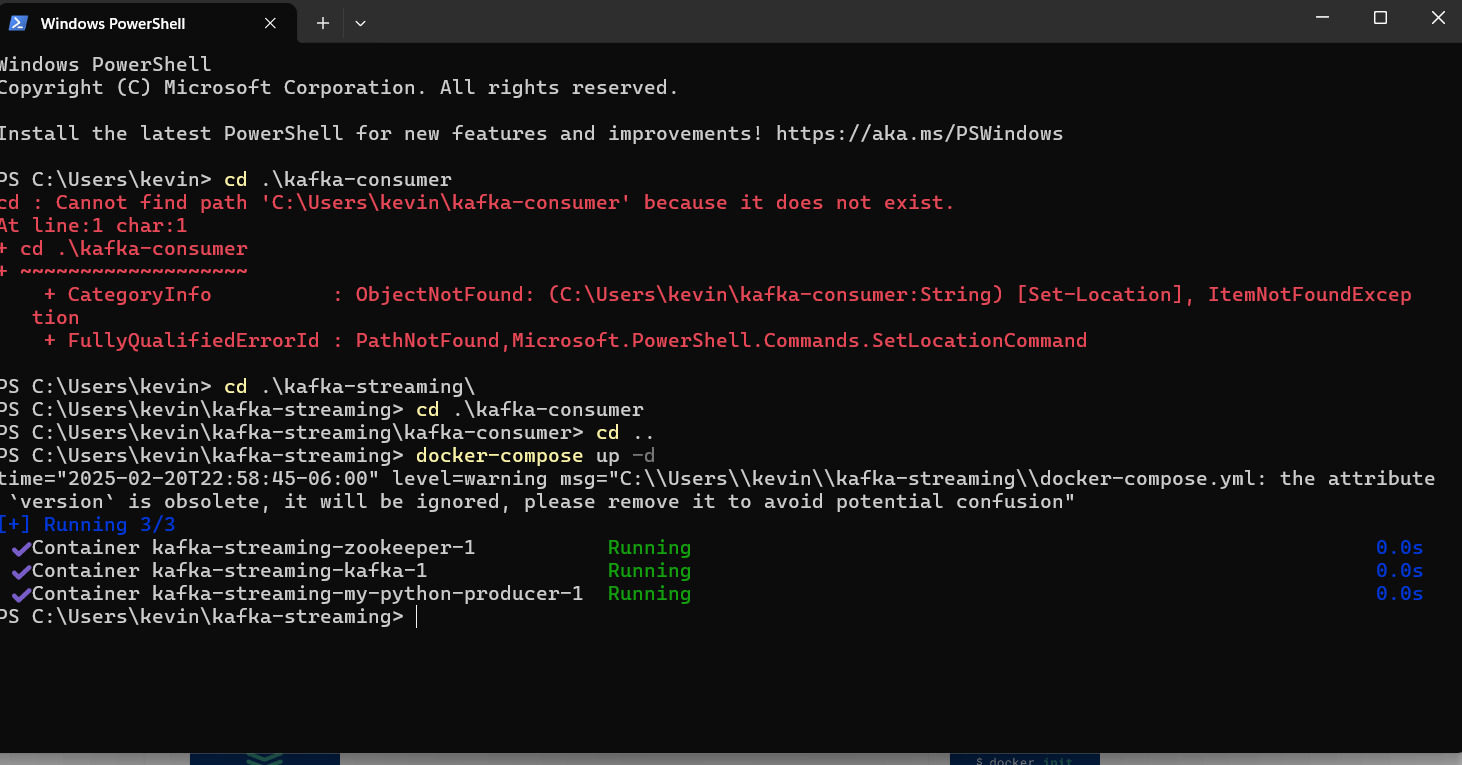 Windows PowerShell
Windows PowerShell
Copyright (C) Microsoft Corporation. All rights reserved.
Install the latest PowerShell for new features and improvements! https://aka.ms/PSWindows
PS C:\Users\kevin> cd .\kafka-consumer
cd : Cannot find path 'C:\Users\kevin\kafka-consumer' because it does not exist.
At line:1 char:1
+ cd .\kafka-consumer
+ ~~~~~~~~~~~~~~~~~~~
    + CategoryInfo          : ObjectNotFound: (C:\Users\kevin\kafka-consumer:String) [Set-Location], ItemNotFoundExcep
   tion
    + FullyQualifiedErrorId : PathNotFound,Microsoft.PowerShell.Commands.SetLocationCommand
PS C:\Users\kevin> cd .\kafka-streaming\
PS C:\Users\kevin\kafka-streaming> cd .\kafka-consumer
PS C:\Users\kevin\kafka-streaming\kafka-consumer> cd ..
PS C:\Users\kevin\kafka-streaming> docker-compose up -d
time="2025-02-20T22:58:45-06:00" level=warning msg="C:\\Users\\kevin\\kafka-streaming\\docker-compose.yml: the attribute
 `version` is obsolete, it will be ignored, please remove it to avoid potential confusion"
[+] Running 3/3
 ✔Container kafka-streaming-zookeeper-1           Running                                                         0.0s
 ✔Container kafka-streaming-kafka-1               Running                                                         0.0s
 ✔Container kafka-streaming-my-python-producer-1  Running                                                         0.0s
PS C:\Users\kevin\kafka-streaming>
$ docker init